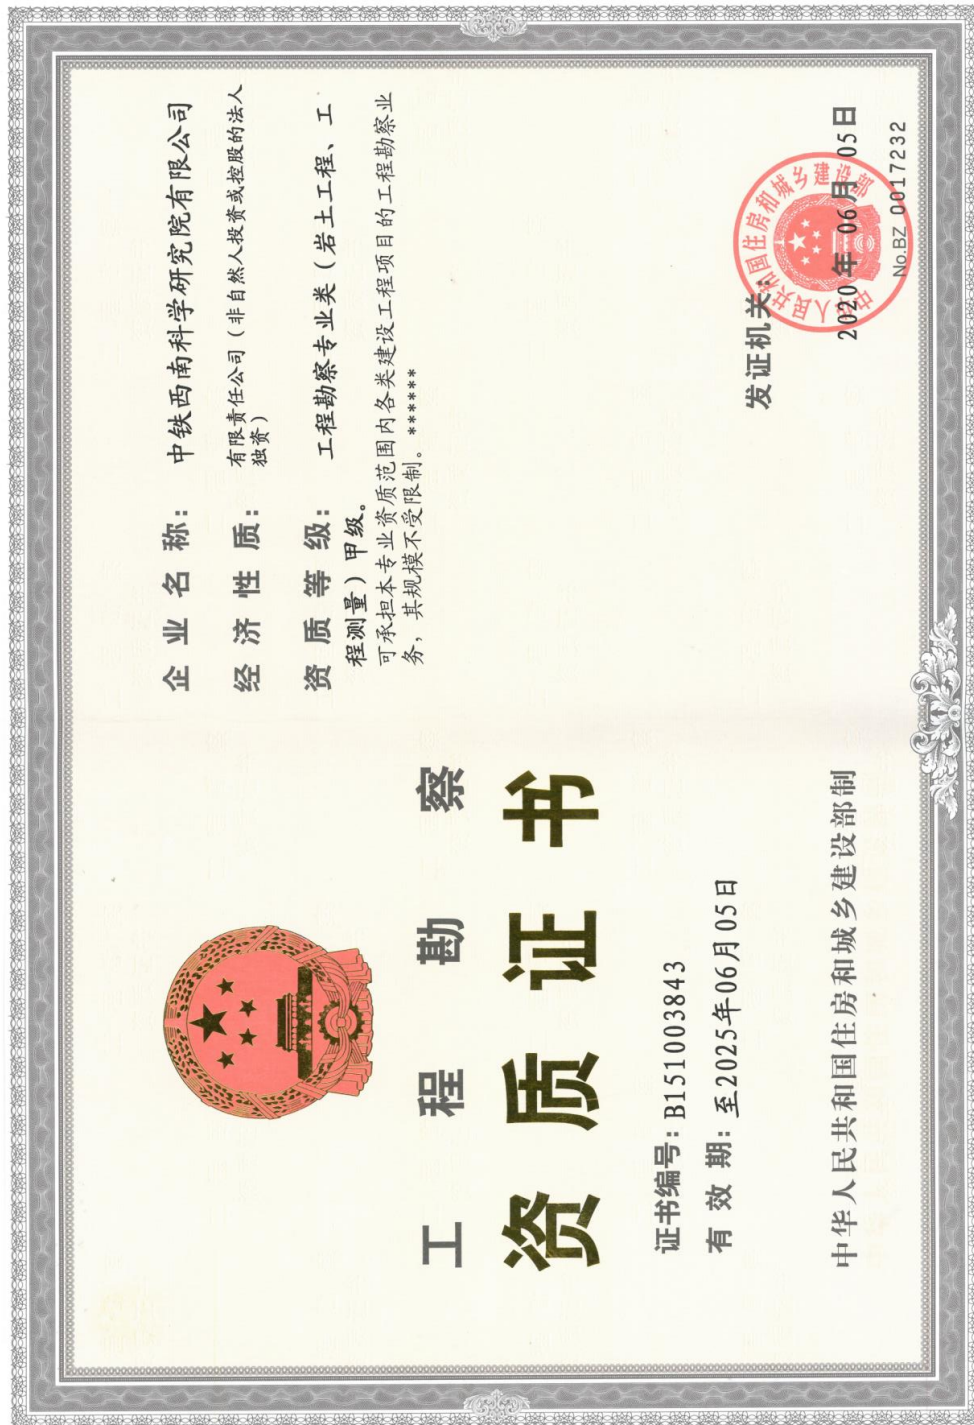 工程勘察
资质证书
证书编号：B151003843
有效期：至2025年06月05日
中华人民共和国住房和城乡建设部制
企业名称：中铁西南科学研究院有限公司
经济性质：有限责任公司（非自然人投资或控股的法人
独资）
资质等级：工程勘察专业类（岩土工程、工
程测量）甲级。
可承担本专业资质范围内各类建设工程项目的工程勘察业
务，其规模不受限制。******
发证机关：
中华人民共和国住房和城乡建设部
2020年06月05日
No.BZ 0017232